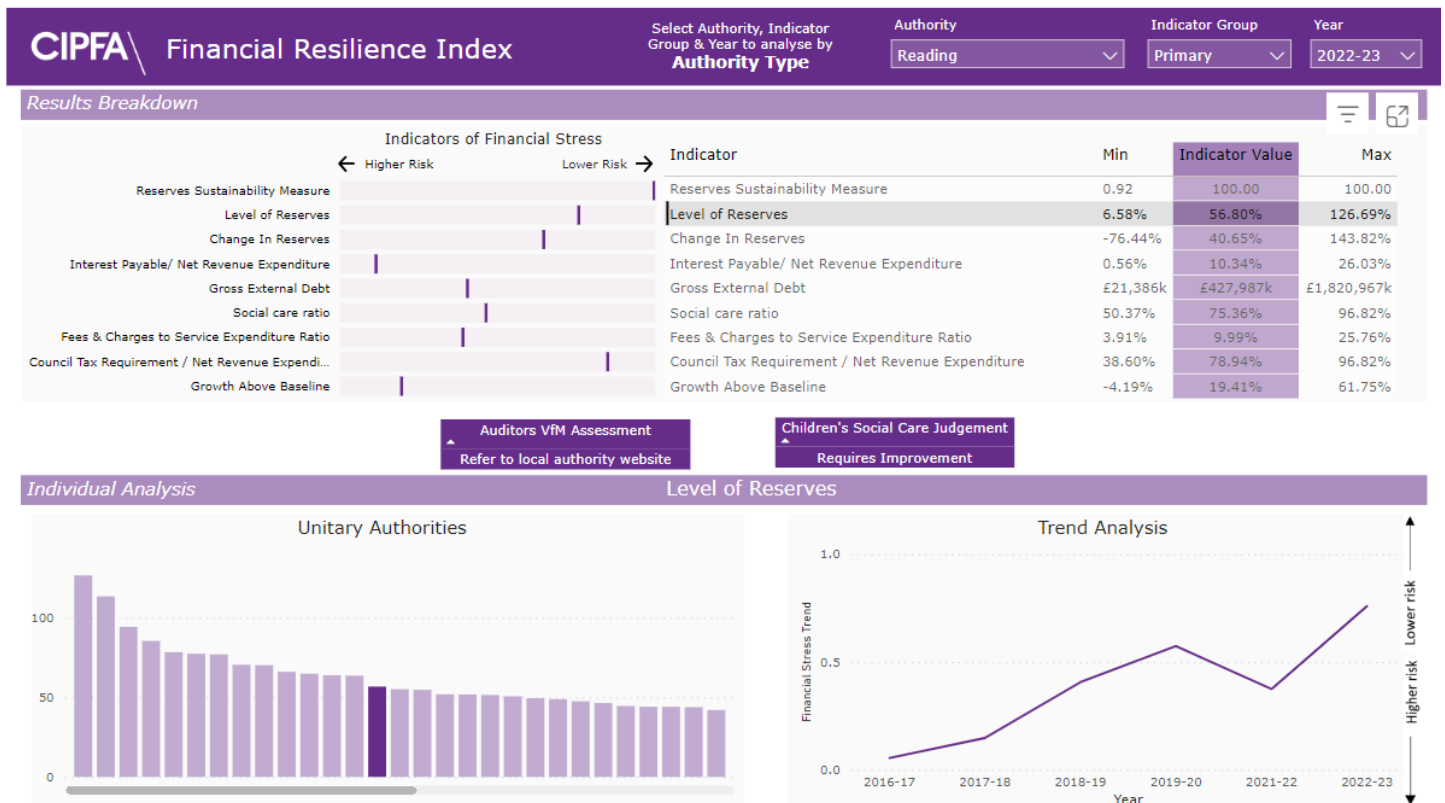 CIPFA\ Financial Resilience Index
Select Authority, Indicator
Group & Year to analyse by
Authority Type
Authority
Reading
Indicator Group
Primary
Year
2022-23
Results Breakdown
Indicators of Financial Stress
← Higher Risk Lower Risk →
Reserves Sustainability Measure
Level of Reserves
Change In Reserves
Interest Payable/ Net Revenue Expenditure
Gross External Debt
Social care ratio
Fees & Charges to Service Expenditure Ratio
Council Tax Requirement / Net Revenue Expendi...
Growth Above Baseline
Indicator Min Indicator Value Max
Reserves Sustainability Measure 0.92 100.00 100.00
Level of Reserves 6.58% 56.80% 126.69%
Change In Reserves -76.44% 40.65% 143.82%
Interest Payable/ Net Revenue Expenditure 0.56% 10.34% 26.03%
Gross External Debt £21,386k £427,987k £1,820,967k
Social care ratio 50.37% 75.36% 96.82%
Fees & Charges to Service Expenditure Ratio 3.91% 9.99% 25.76%
Council Tax Requirement / Net Revenue Expenditure 38.60% 78.94% 96.82%
Growth Above Baseline -4.19% 19.41% 61.75%
Auditors VfM Assessment
Refer to local authority website
Children's Social Care Judgement
Requires Improvement
Individual Analysis Level of Reserves
Unitary Authorities
100
50
0
Trend Analysis
1.0
0.5
0.0
Financial Stress Trend
2016-17 2017-18 2018-19 2019-20 2021-22 2022-23
Year
Lower risk
Higher risk